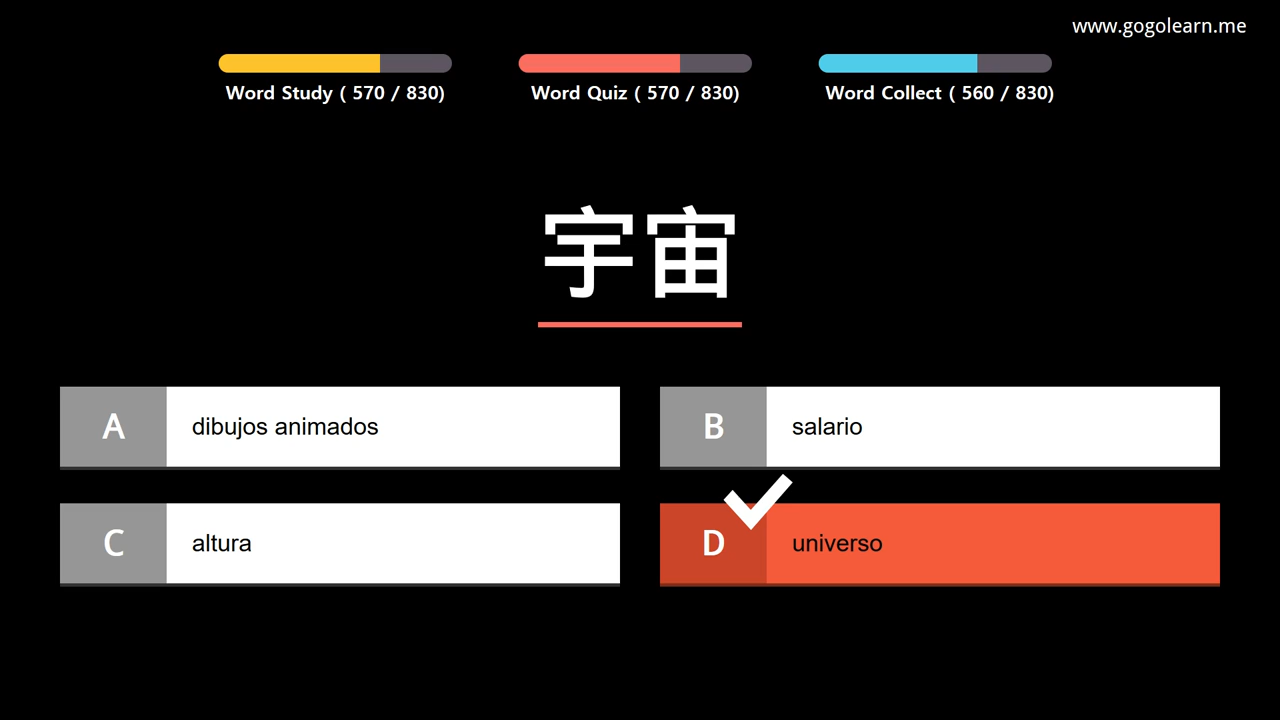 www.gogolearn.me
Word Study ( 570 / 830)
Word Quiz ( 570 / 830)
Word Collect ( 560 / 830)
宇宙
A dibujos animados
B salario
C altura
D universo